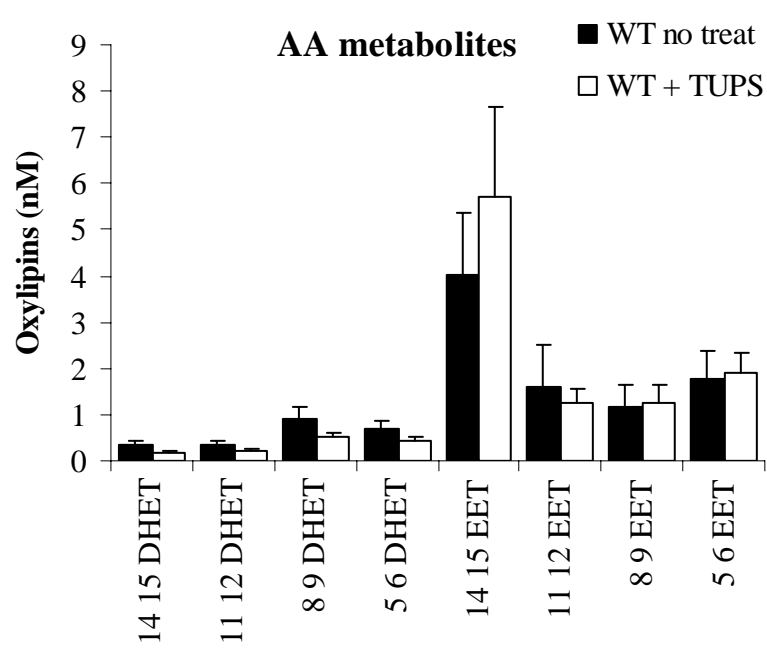 AA metabolites
WT no treat
WT + TUPS
Oxylipins (nM)
9
8
7
6
5
4
3
2
1
0
14 15 DHET
11 12 DHET
8 9 DHET
5 6 DHET
14 15 EET
11 12 EET
8 9 EET
5 6 EET